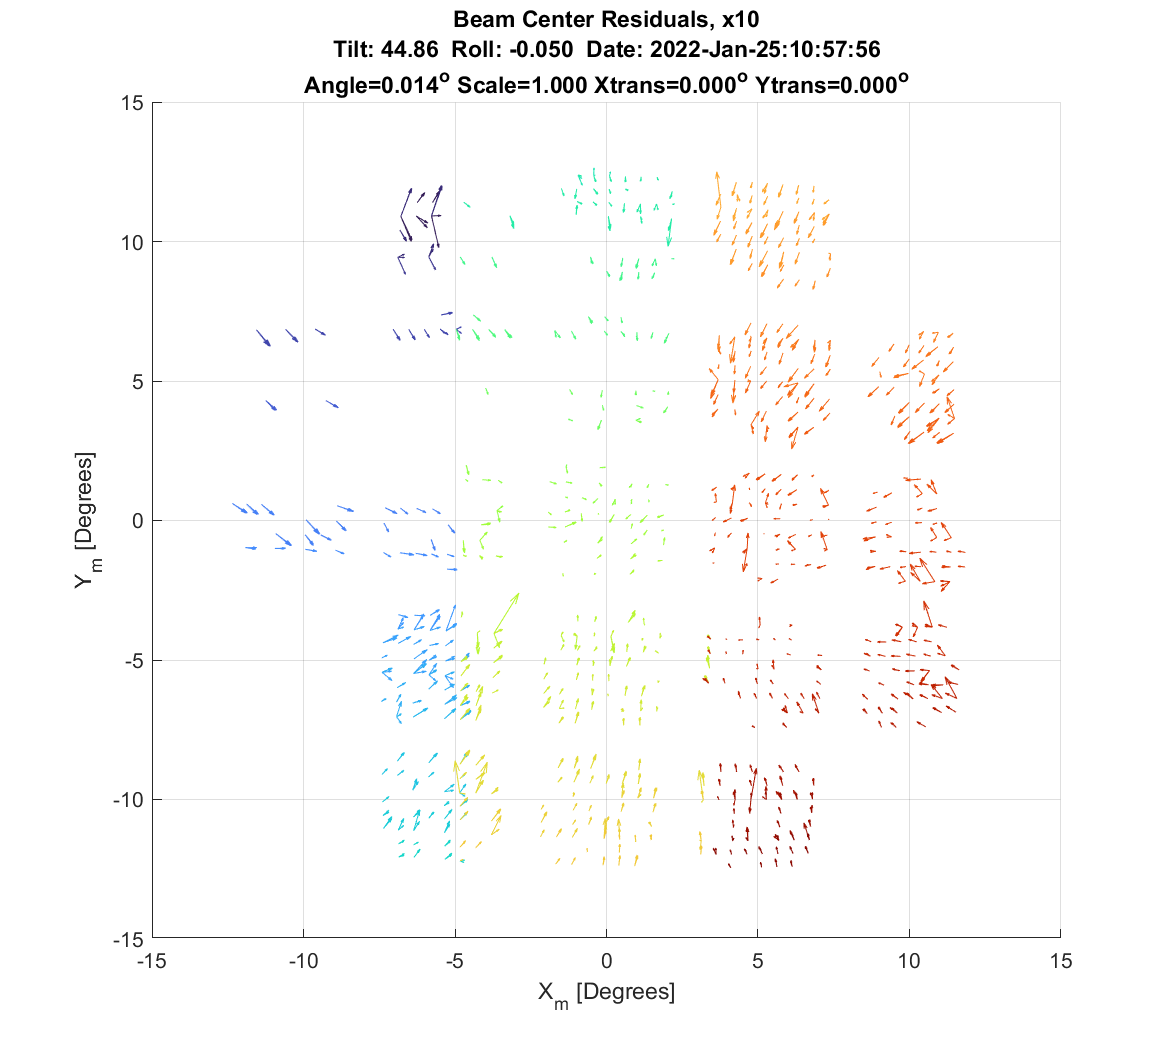 Beam Center Residuals, x10
Tilt: 44.86 Roll: -0.050 Date: 2022-Jan-25:10:57:56
Angle=0.014° Scale=1.000 Xtrans=0.000° Ytrans=0.000°
15
10
5
0
-5
-10
-15
Y_m [Degrees]
-15 -10 -5 0 5 10 15
X_m [Degrees]